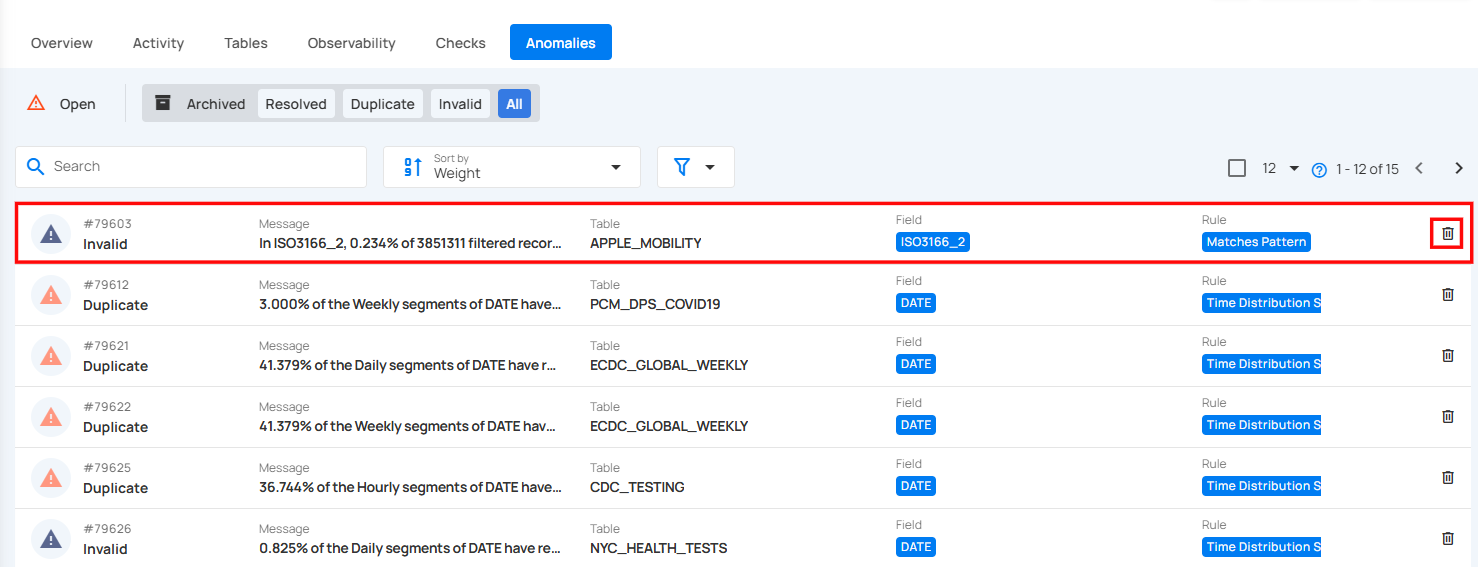 Overview Activity Tables Observability Checks Anomalies
Open Archived Resolved Duplicate Invalid All
Search Sort by Weight 12 1 - 12 of 15
#79603 Message Table Field Rule
Invalid In ISO3166_2, 0.234% of 3851311 filtered recor... APPLE_MOBILITY ISO3166_2 Matches Pattern
#79612 Message Table Field Rule
Duplicate 3.000% of the Weekly segments of DATE have... PCM_DPS_COVID19 DATE Time Distribution S
#79621 Message Table Field Rule
Duplicate 41.379% of the Daily segments of DATE have r... ECDC_GLOBAL_WEEKLY DATE Time Distribution S
#79622 Message Table Field Rule
Duplicate 41.379% of the Weekly segments of DATE hav... ECDC_GLOBAL_WEEKLY DATE Time Distribution S
#79625 Message Table Field Rule
Duplicate 36.744% of the Hourly segments of DATE have... CDC_TESTING DATE Time Distribution S
#79626 Message Table Field Rule
Invalid 0.825% of the Daily segments of DATE have re... NYC_HEALTH_TESTS DATE Time Distribution S